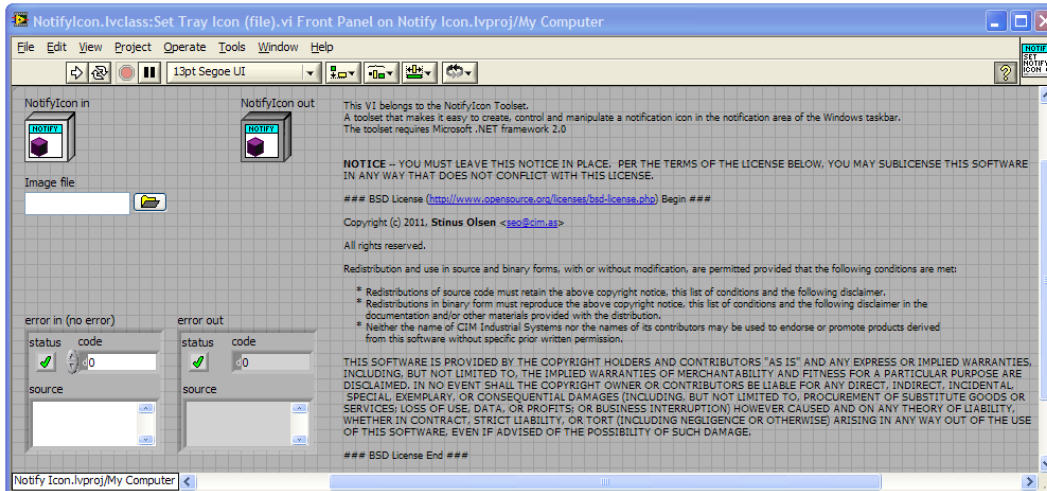 NotifyIcon.lvclass:Set Tray Icon (file).vi Front Panel on Notify Icon.lvproj/My Computer
File Edit View Project Operate Tools Window Help
13pt Segoe UI
NOTIFY
SET
NOTIFY
ICON
NotifyIcon in
NOTIFY
NotifyIcon out
NOTIFY
Image file
error in (no error)
status code
0
source
error out
status code
0
source
This VI belongs to the NotifyIcon Toolset.
A toolset that makes it easy to create, control and manipulate a notification icon in the notification area of the Windows taskbar.
The toolset requires Microsoft .NET framework 2.0
NOTICE -- YOU MUST LEAVE THIS NOTICE IN PLACE. PER THE TERMS OF THE LICENSE BELOW, YOU MAY SUBLICENSE THIS SOFTWARE
IN ANY WAY THAT DOES NOT CONFLICT WITH THIS LICENSE.
### BSD License (http://www.opensource.org/licenses/bsd-license.php) Begin ###
Copyright (c) 2011, Stinus Olsen <seo@cim.as>
All rights reserved.
Redistribution and use in source and binary forms, with or without modification, are permitted provided that the following conditions are met:
* Redistributions of source code must retain the above copyright notice, this list of conditions and the following disclaimer.
* Redistributions in binary form must reproduce the above copyright notice, this list of conditions and the following disclaimer in the
documentation and/or other materials provided with the distribution.
* Neither the name of CIM Industrial Systems nor the names of its contributors may be used to endorse or promote products derived
from this software without specific prior written permission.
THIS SOFTWARE IS PROVIDED BY THE COPYRIGHT HOLDERS AND CONTRIBUTORS "AS IS" AND ANY EXPRESS OR IMPLIED WARRANTIES,
INCLUDING, BUT NOT LIMITED TO, THE IMPLIED WARRANTIES OF MERCHANTABILITY AND FITNESS FOR A PARTICULAR PURPOSE ARE
DISCLAIMED. IN NO EVENT SHALL THE COPYRIGHT OWNER OR CONTRIBUTORS BE LIABLE FOR ANY DIRECT, INDIRECT, INCIDENTAL,
SPECIAL, EXEMPLARY, OR CONSEQUENTIAL DAMAGES (INCLUDING, BUT NOT LIMITED TO, PROCUREMENT OF SUBSTITUTE GOODS OR
SERVICES; LOSS OF USE, DATA, OR PROFITS; OR BUSINESS INTERRUPTION) HOWEVER CAUSED AND ON ANY THEORY OF LIABILITY,
WHETHER IN CONTRACT, STRICT LIABILITY, OR TORT (INCLUDING NEGLIGENCE OR OTHERWISE) ARISING IN ANY WAY OUT OF THE USE
OF THIS SOFTWARE, EVEN IF ADVISED OF THE POSSIBILITY OF SUCH DAMAGE.
### BSD License End ###
Notify Icon.lvproj/My Computer